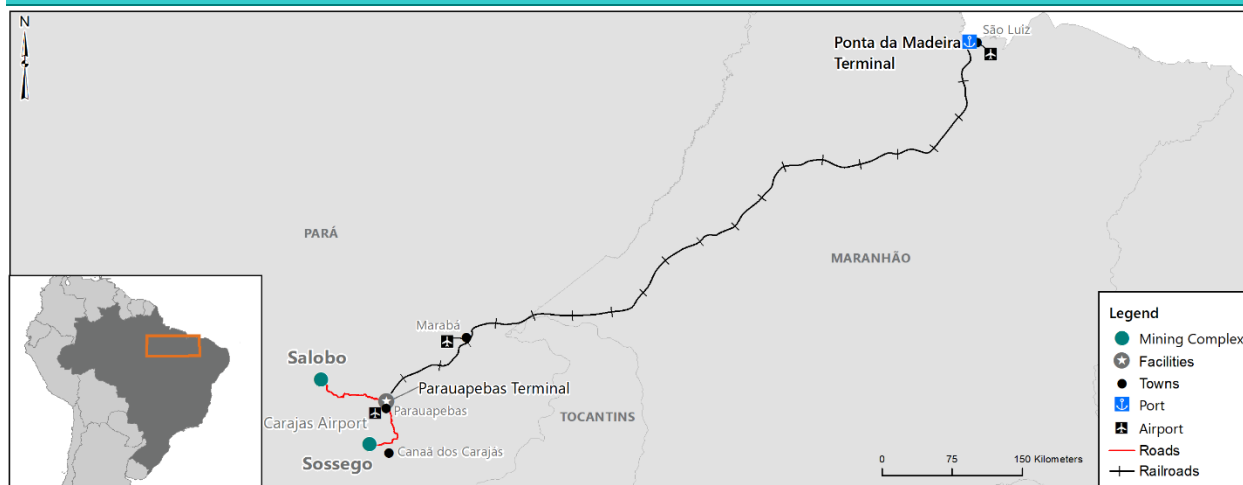 N
São Luiz
Ponta da Madeira
Terminal
PARÁ
MARANHÃO
Marabá
Salobo
Parauapebas Terminal
Parauapebas
Carajas Airport
TOCANTINS
Canaã dos Carajás
Sossego
0 75 150 Kilometers
Legend
Mining Complex
Facilities
Towns
Port
Airport
Roads
Railroads